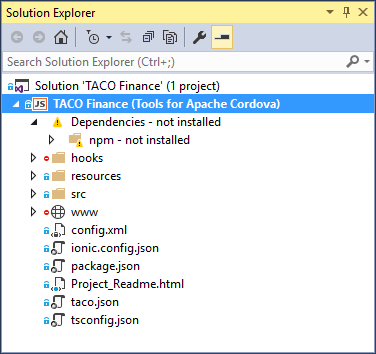 Solution Explorer
Search Solution Explorer (Ctrl+;)
Solution 'TACO Finance' (1 project)
JS TACO Finance (Tools for Apache Cordova)
Dependencies - not installed
npm - not installed
hooks
resources
src
www
config.xml
ionic.config.json
package.json
Project_Readme.html
taco.json
tsconfig.json